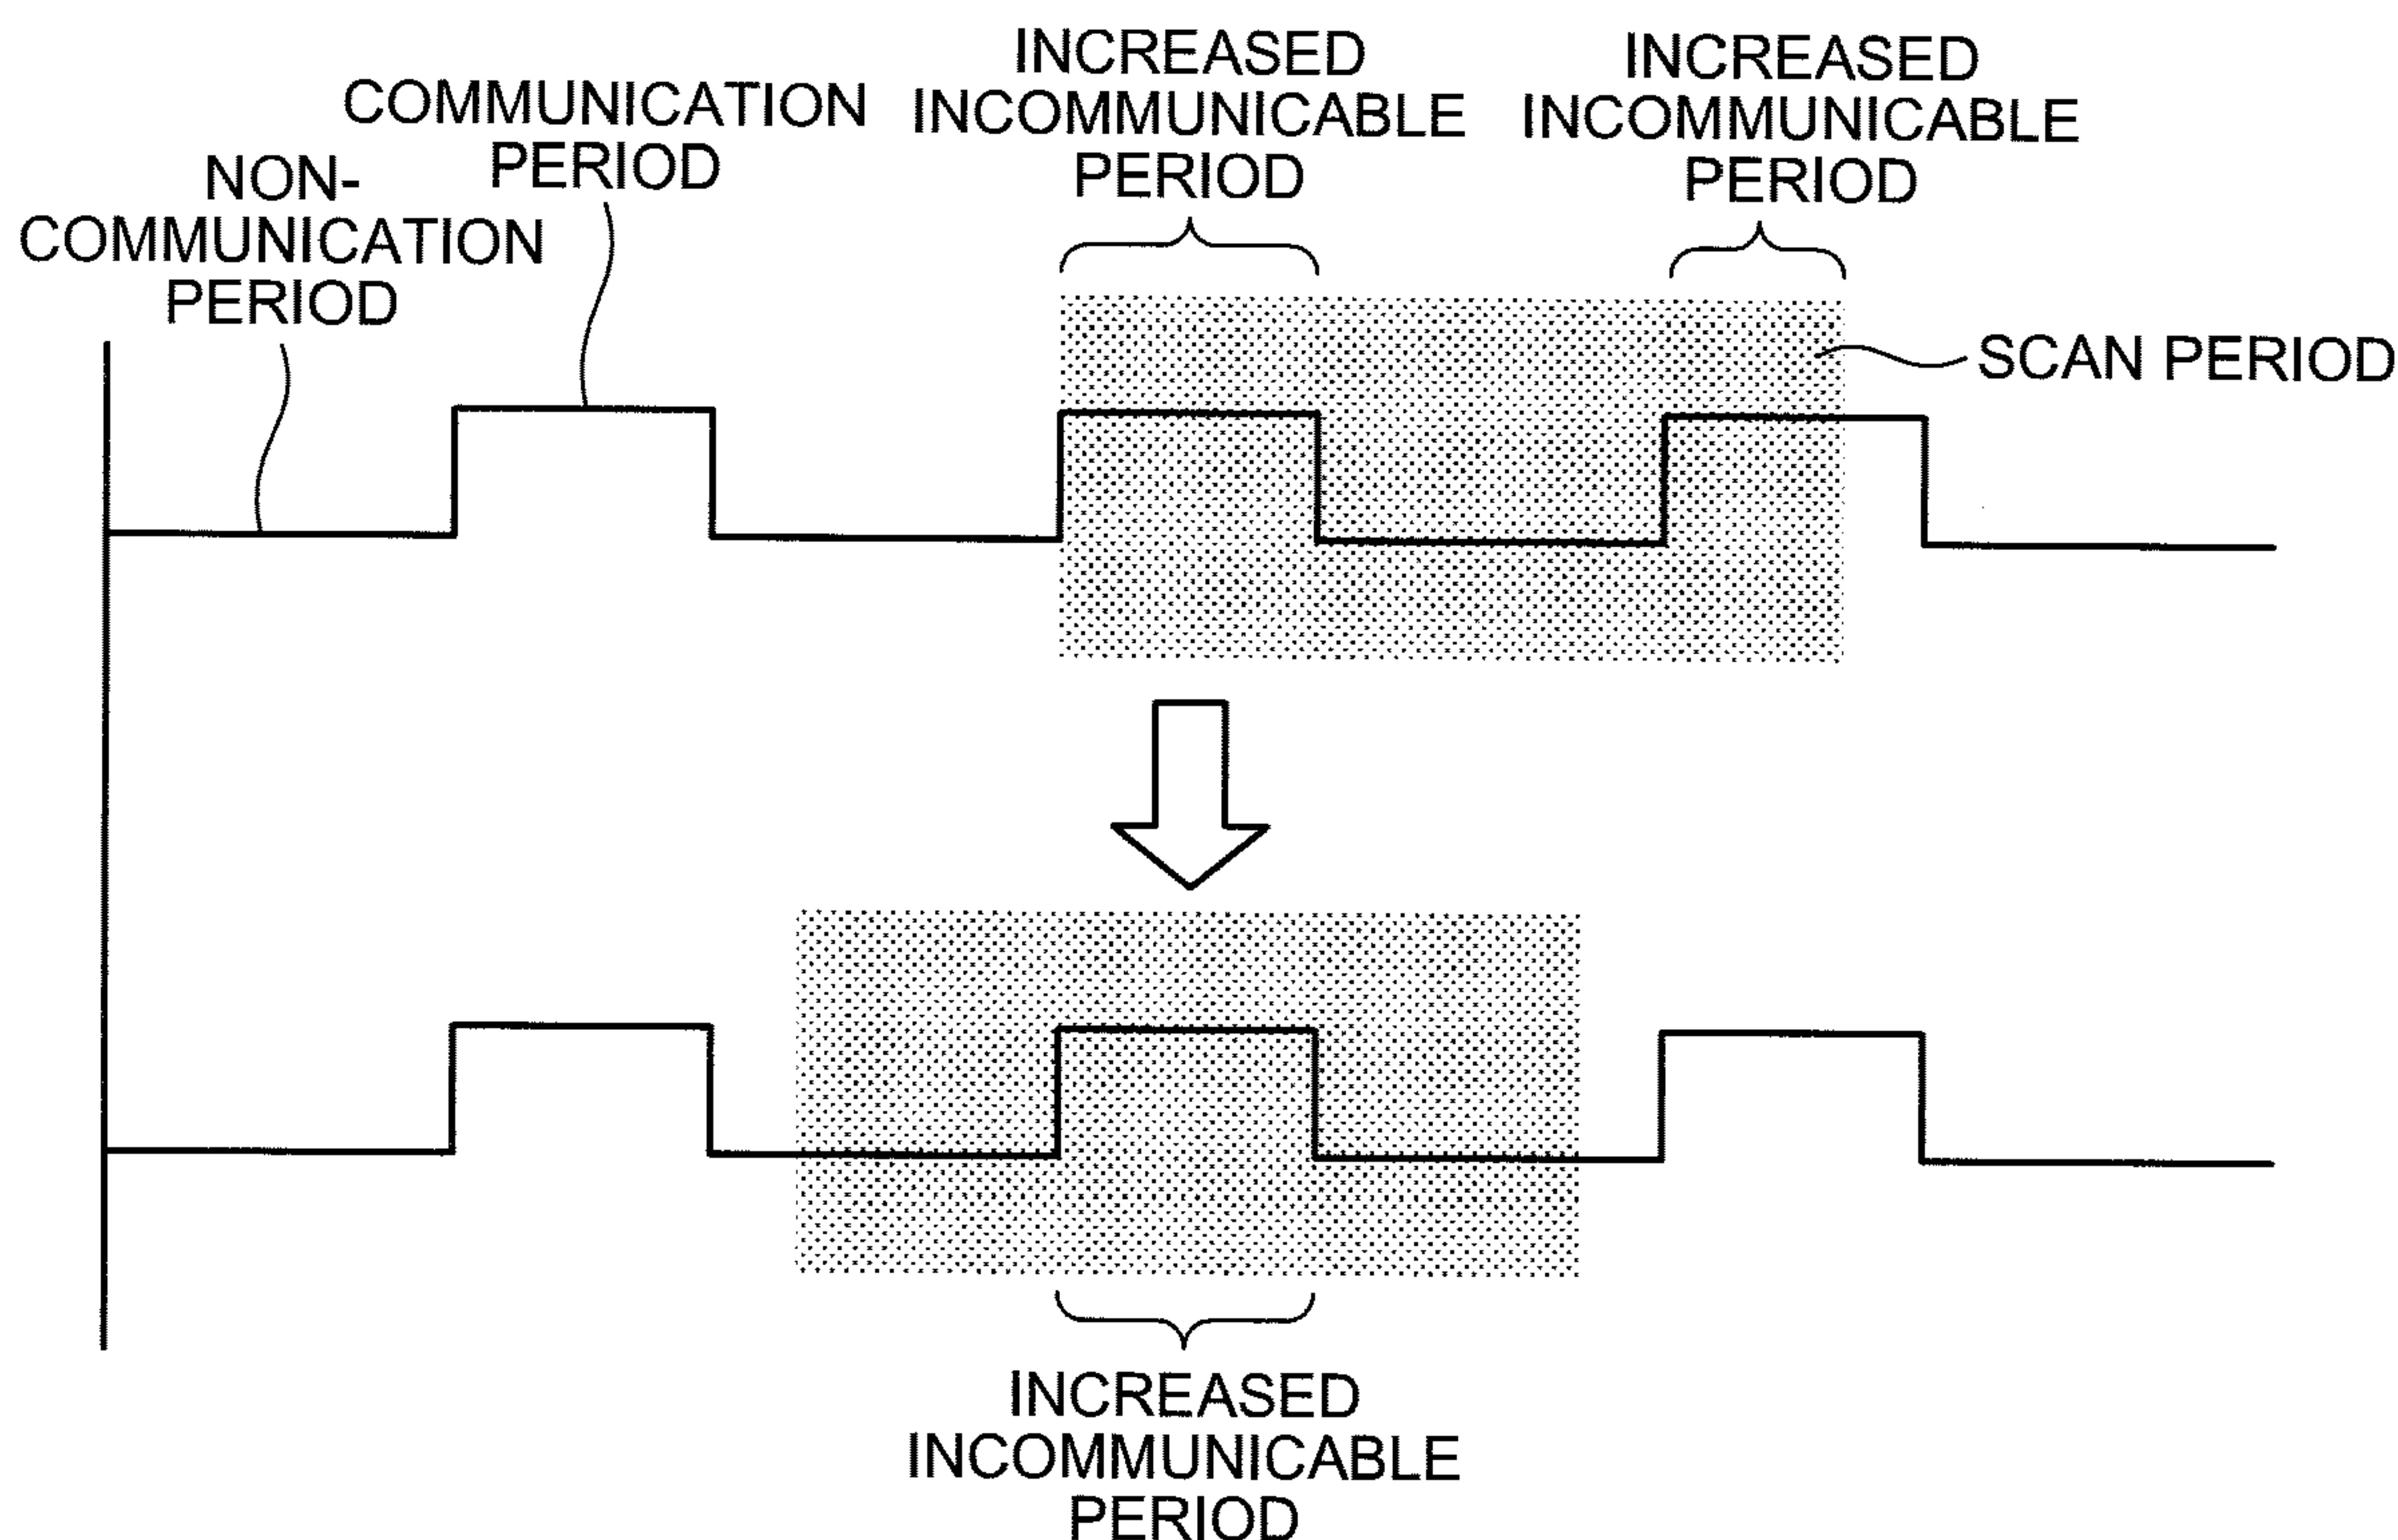 NON-
COMMUNICATION
PERIOD
COMMUNICATION
PERIOD
INCREASED
INCOMMUNICABLE
PERIOD
INCREASED
INCOMMUNICABLE
PERIOD
SCAN PERIOD
INCREASED
INCOMMUNICABLE
PERIOD